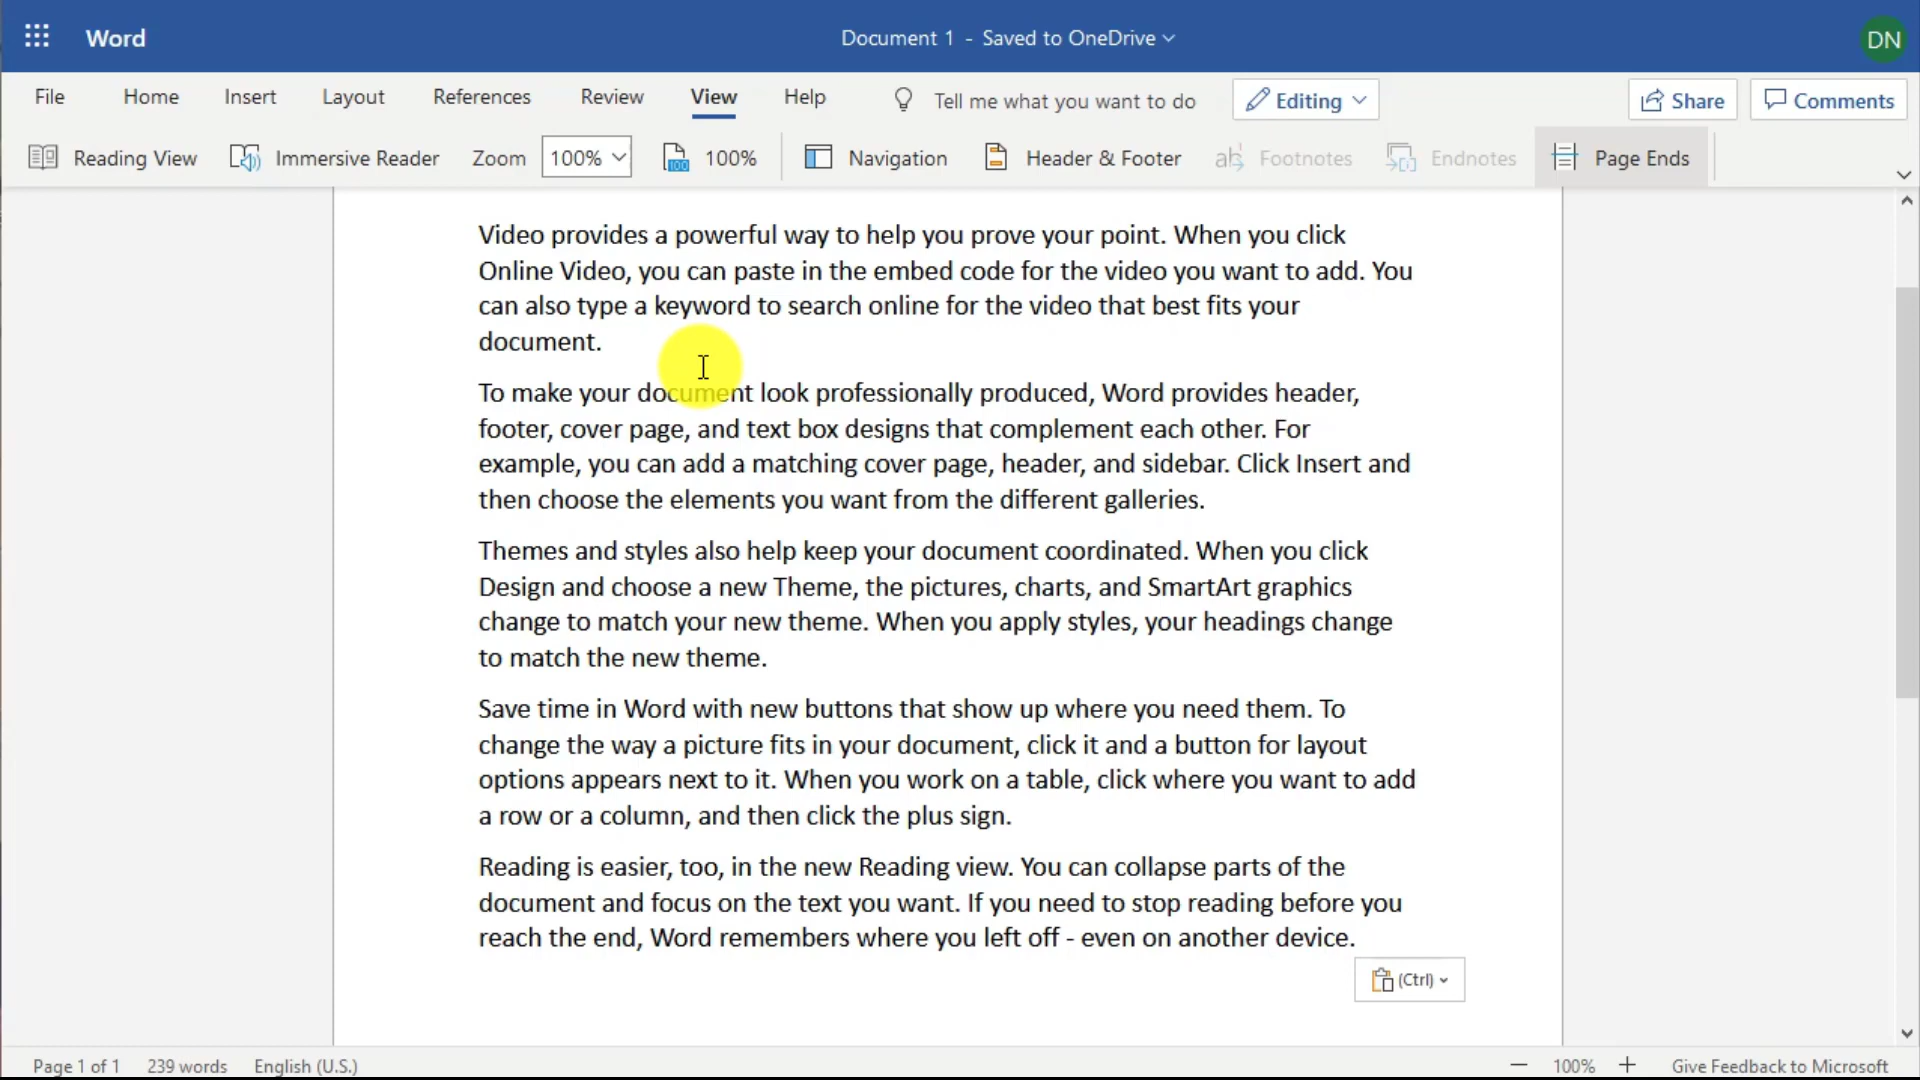 Word
Document 1 - Saved to OneDrive
DN
File Home Insert Layout References Review View Help Tell me what you want to do Editing Share Comments
Reading View Immersive Reader Zoom 100% 100 100% Navigation Header & Footer ab Footnotes Endnotes Page Ends
Video provides a powerful way to help you prove your point. When you click
Online Video, you can paste in the embed code for the video you want to add. You
can also type a keyword to search online for the video that best fits your
document.
To make your document look professionally produced, Word provides header,
footer, cover page, and text box designs that complement each other. For
example, you can add a matching cover page, header, and sidebar. Click Insert and
then choose the elements you want from the different galleries.
Themes and styles also help keep your document coordinated. When you click
Design and choose a new Theme, the pictures, charts, and SmartArt graphics
change to match your new theme. When you apply styles, your headings change
to match the new theme.
Save time in Word with new buttons that show up where you need them. To
change the way a picture fits in your document, click it and a button for layout
options appears next to it. When you work on a table, click where you want to add
a row or a column, and then click the plus sign.
Reading is easier, too, in the new Reading view. You can collapse parts of the
document and focus on the text you want. If you need to stop reading before you
reach the end, Word remembers where you left off - even on another device.
(Ctrl)
Page 1 of 1 239 words English (U.S.) 100% Give Feedback to Microsoft